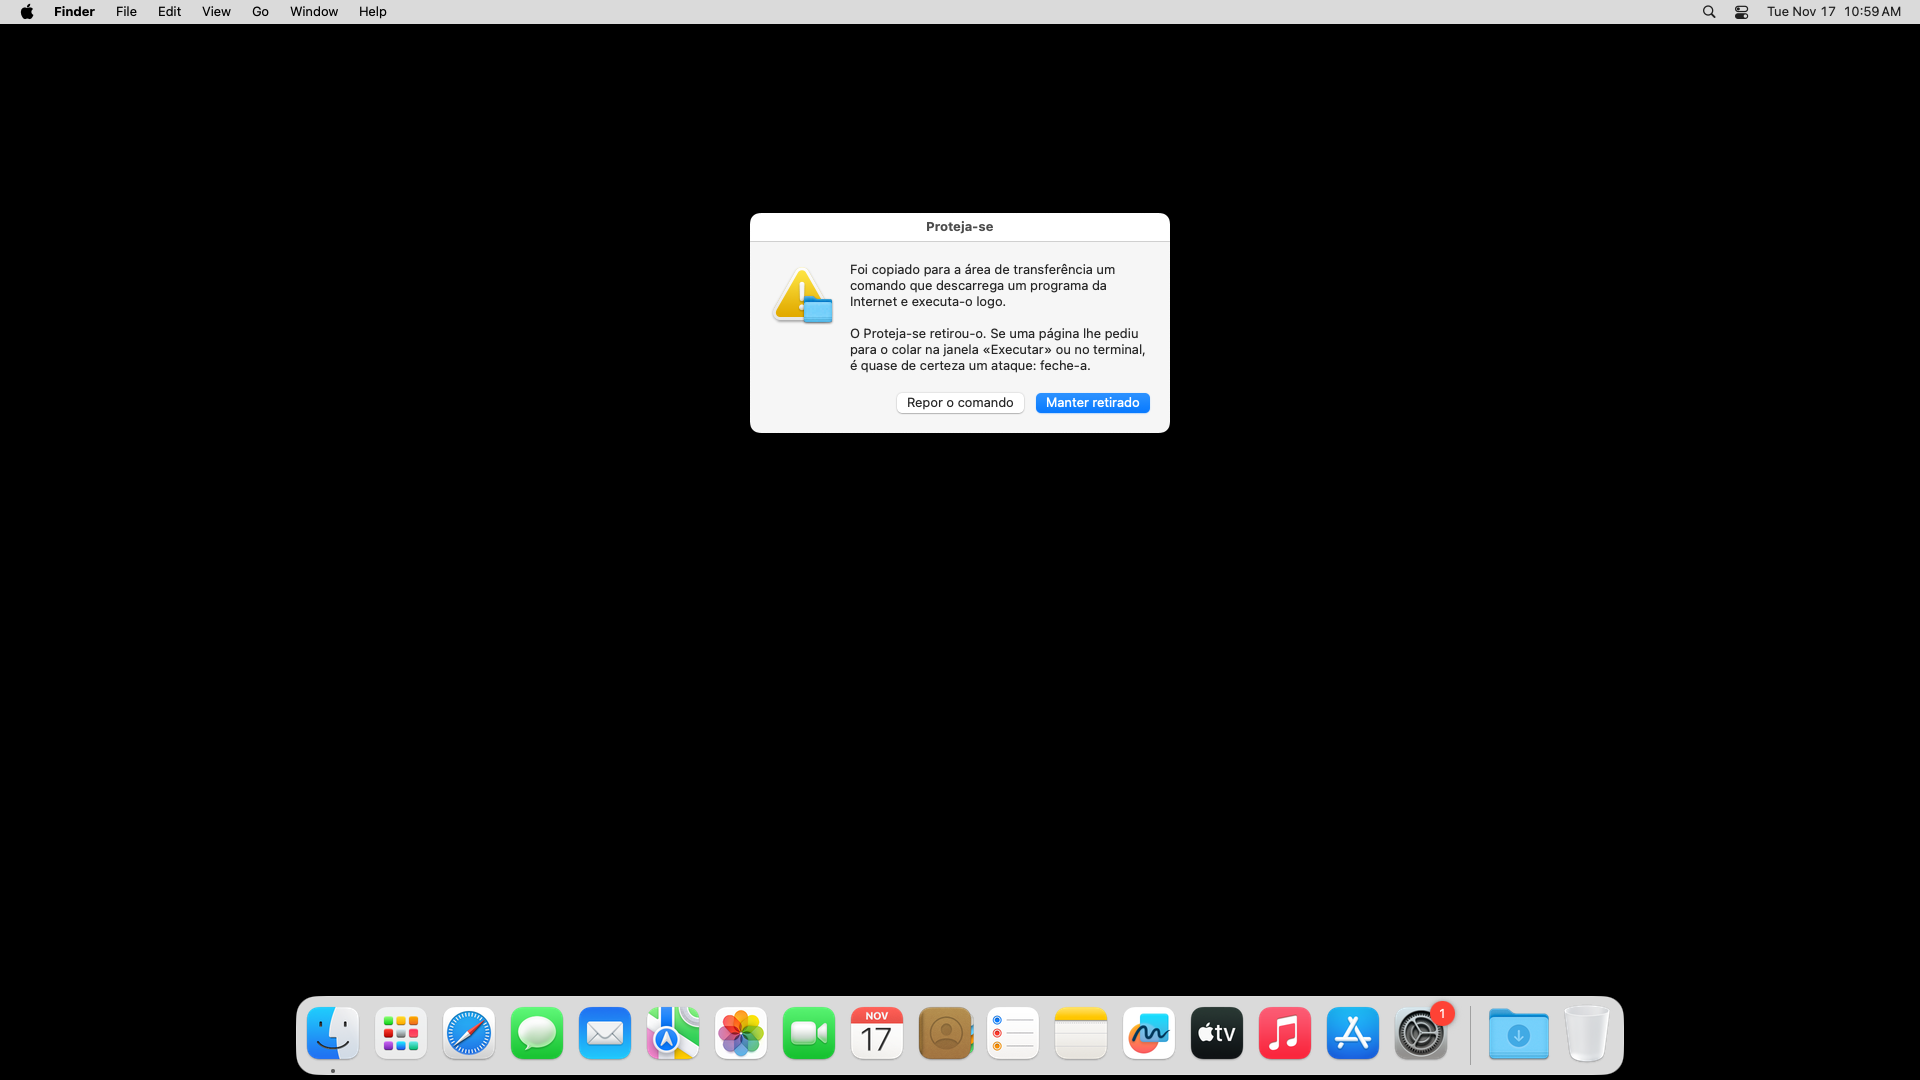 Finder File Edit View Go Window Help
Tue Nov 17 10:59 AM
Proteja-se
Foi copiado para a área de transferência um
comando que descarrega um programa da
Internet e executa-o logo.
O Proteja-se retirou-o. Se uma página lhe pediu
para o colar na janela «Executar» ou no terminal,
é quase de certeza um ataque: feche-a.
Repor o comando
Manter retirado
NOV
17
tv
1